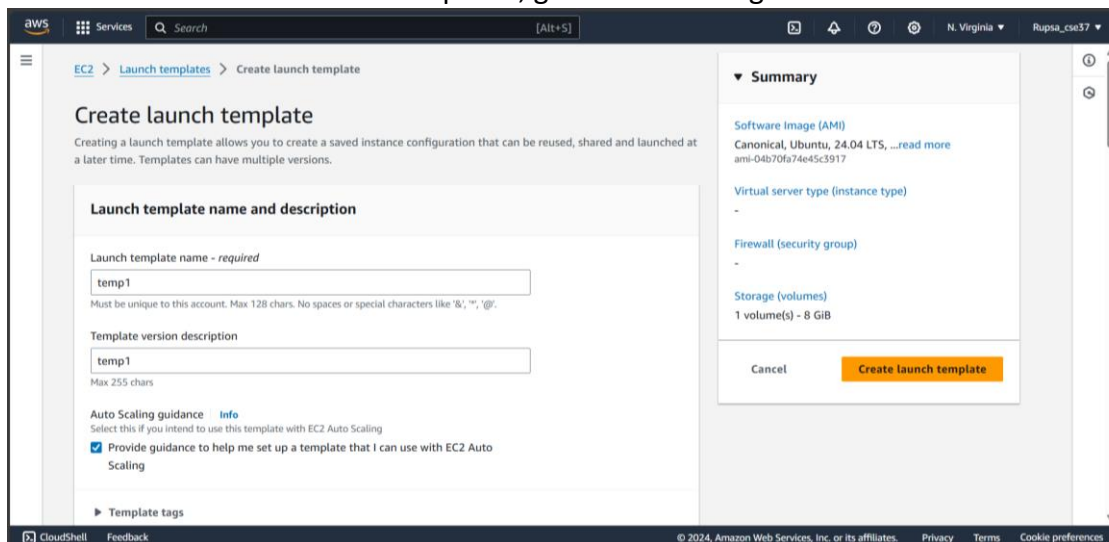 aws
Services
Search
[Alt+S]
N. Virginia
Rupsa_cse37
EC2 > Launch templates > Create launch template
Create launch template
Creating a launch template allows you to create a saved instance configuration that can be reused, shared and launched at
a later time. Templates can have multiple versions.
Launch template name and description
Launch template name - required
temp1
Must be unique to this account. Max 128 chars. No spaces or special characters like '&', '*', '@'.
Template version description
temp1
Max 255 chars
Auto Scaling guidance Info
Select this if you intend to use this template with EC2 Auto Scaling
Provide guidance to help me set up a template that I can use with EC2 Auto
Scaling
Template tags
Summary
Software Image (AMI)
Canonical, Ubuntu, 24.04 LTS, ...read more
ami-04b70fa74e45c3917
Virtual server type (instance type)
-
Firewall (security group)
-
Storage (volumes)
1 volume(s) - 8 GiB
Cancel
Create launch template
CloudShell
Feedback
© 2024, Amazon Web Services, Inc. or its affiliates.
Privacy
Terms
Cookie preferences